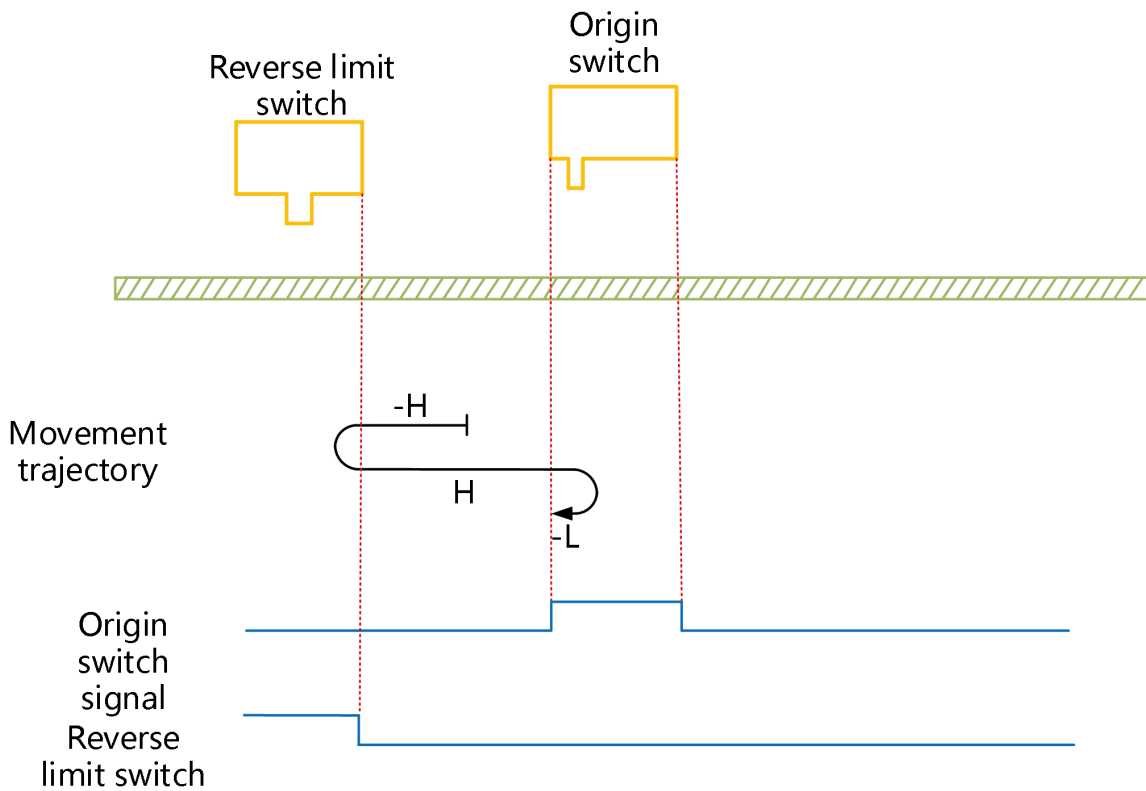 Origin
switch
Reverse limit
switch
-H
Movement
trajectory
H
-L
Origin
switch
signal
Reverse
limit switch